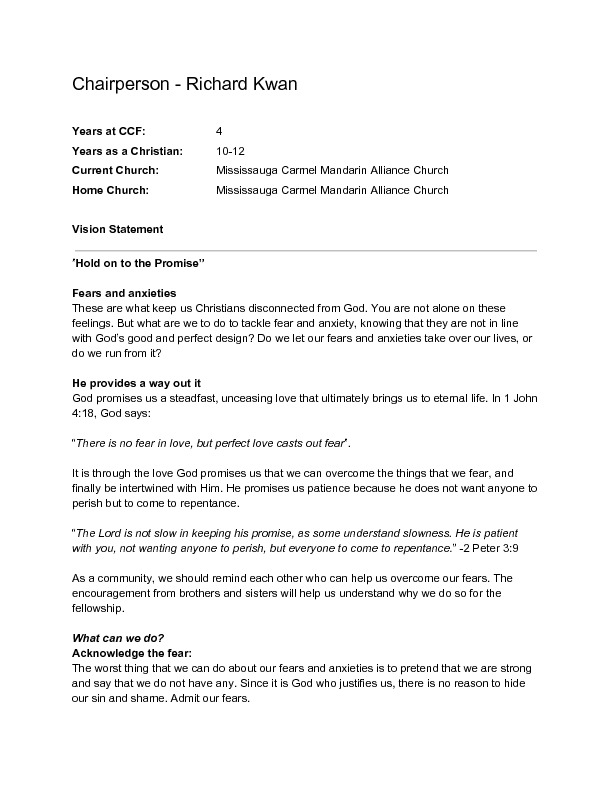 Chairperson - Richard Kwan
Years at CCF: 4
Years as a Christian: 10-12
Current Church: Mississauga Carmel Mandarin Alliance Church
Home Church: Mississauga Carmel Mandarin Alliance Church
Vision Statement
'Hold on to the Promise”
Fears and anxieties
These are what keep us Christians disconnected from God. You are not alone on these
feelings. But what are we to do to tackle fear and anxiety, knowing that they are not in line
with God’s good and perfect design? Do we let our fears and anxieties take over our lives, or
do we run from it?
He provides a way out it
God promises us a steadfast, unceasing love that ultimately brings us to eternal life. In 1 John
4:18, God says:
“There is no fear in love, but perfect love casts out fear”.
It is through the love God promises us that we can overcome the things that we fear, and
finally be intertwined with Him. He promises us patience because he does not want anyone to
perish but to come to repentance.
“The Lord is not slow in keeping his promise, as some understand slowness. He is patient
with you, not wanting anyone to perish, but everyone to come to repentance.” -2 Peter 3:9
As a community, we should remind each other who can help us overcome our fears. The
encouragement from brothers and sisters will help us understand why we do so for the
fellowship.
What can we do?
Acknowledge the fear:
The worst thing that we can do about our fears and anxieties is to pretend that we are strong
and say that we do not have any. Since it is God who justifies us, there is no reason to hide
our sin and shame. Admit our fears.